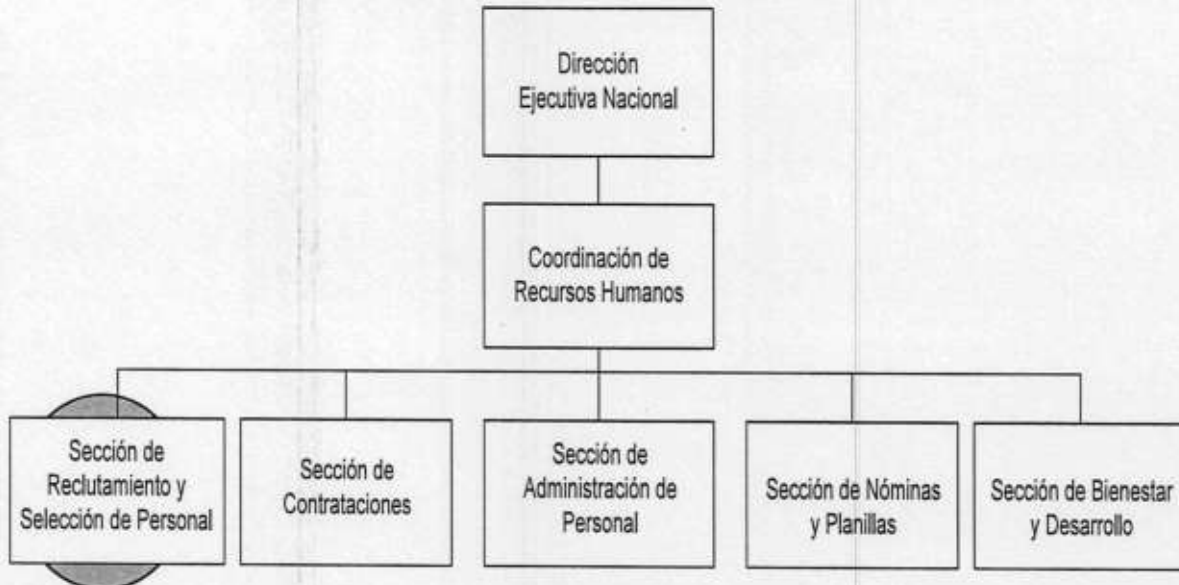 Dirección
Ejecutiva Nacional
Coordinación de
Recursos Humanos
Sección de
Reclutamiento y
Selección de Personal
Sección de
Contrataciones
Sección de
Administración de
Personal
Sección de Nóminas
y Planillas
Sección de Bienestar
y Desarrollo